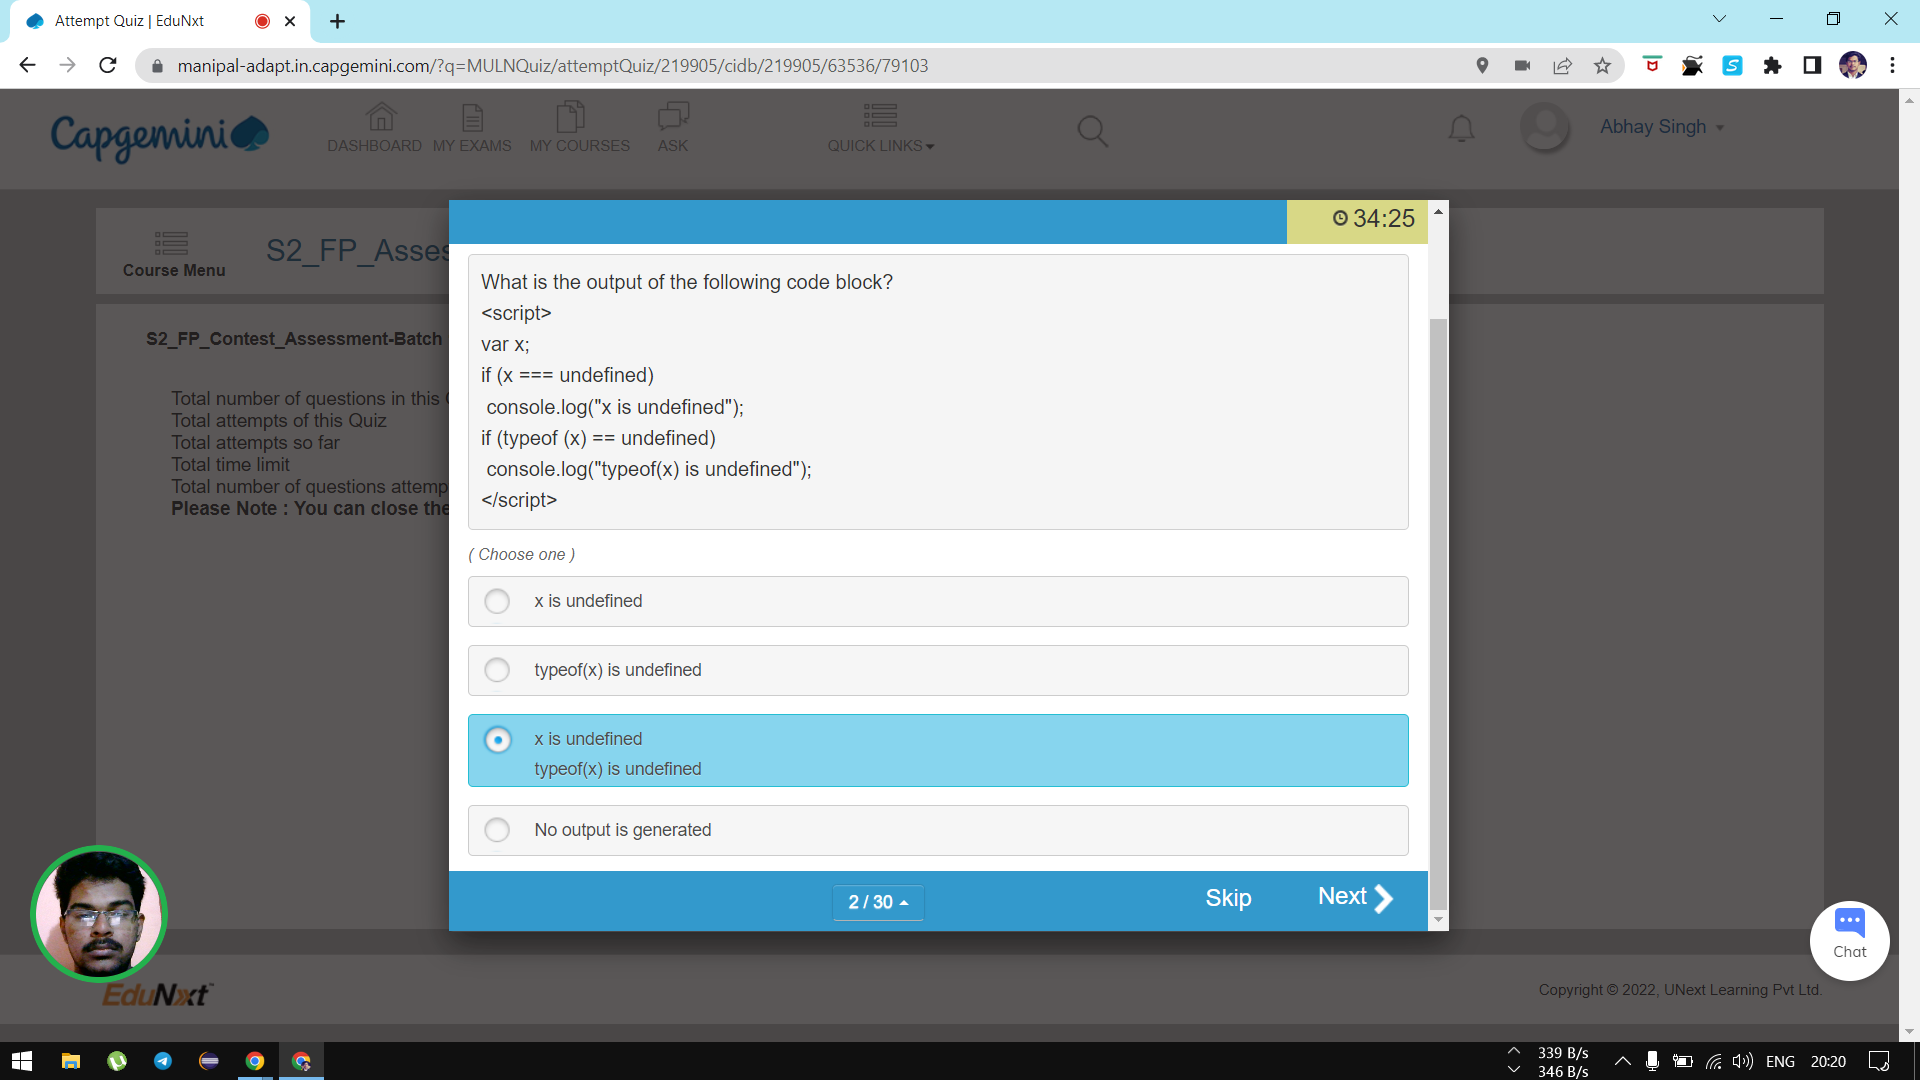 Attempt Quiz | EduNxt
manipal-adapt.in.capgemini.com/?q=MULNQuiz/attemptQuiz/219905/cidb/219905/63536/79103
Capgemini
DASHBOARD MY EXAMS MY COURSES ASK QUICK LINKS
Abhay Singh
Course Menu
S2_FP_Asses
S2_FP_Contest_Assessment-Batch
Total number of questions in this
Total attempts of this Quiz
Total attempts so far
Total time limit
Total number of questions attemp
Please Note : You can close the
34:25
What is the output of the following code block?
<script>
var x;
if (x === undefined)
console.log("x is undefined");
if (typeof (x) == undefined)
console.log("typeof(x) is undefined");
</script>
( Choose one )
x is undefined
typeof(x) is undefined
x is undefined
typeof(x) is undefined
No output is generated
2 / 30
Skip
Next
Chat
EduNxt
Copyright © 2022, UNext Learning Pvt Ltd.
339 B/s
346 B/s
ENG
20:20